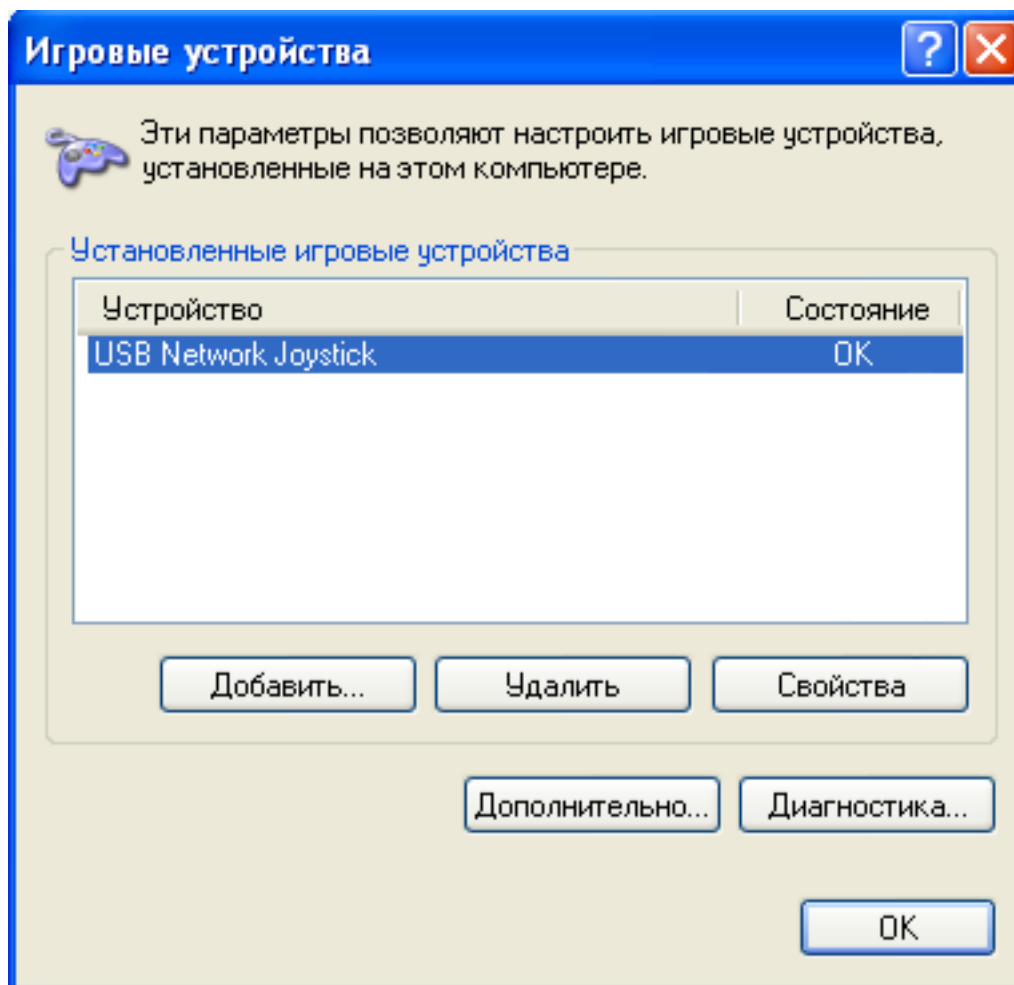 Игровые устройства
Эти параметры позволяют настроить игровые устройства,
установленные на этом компьютере.
Установленные игровые устройства
Устройство Состояние
USB Network Joystick OK
Добавить... Удалить Свойства
Дополнительно... Диагностика...
OK